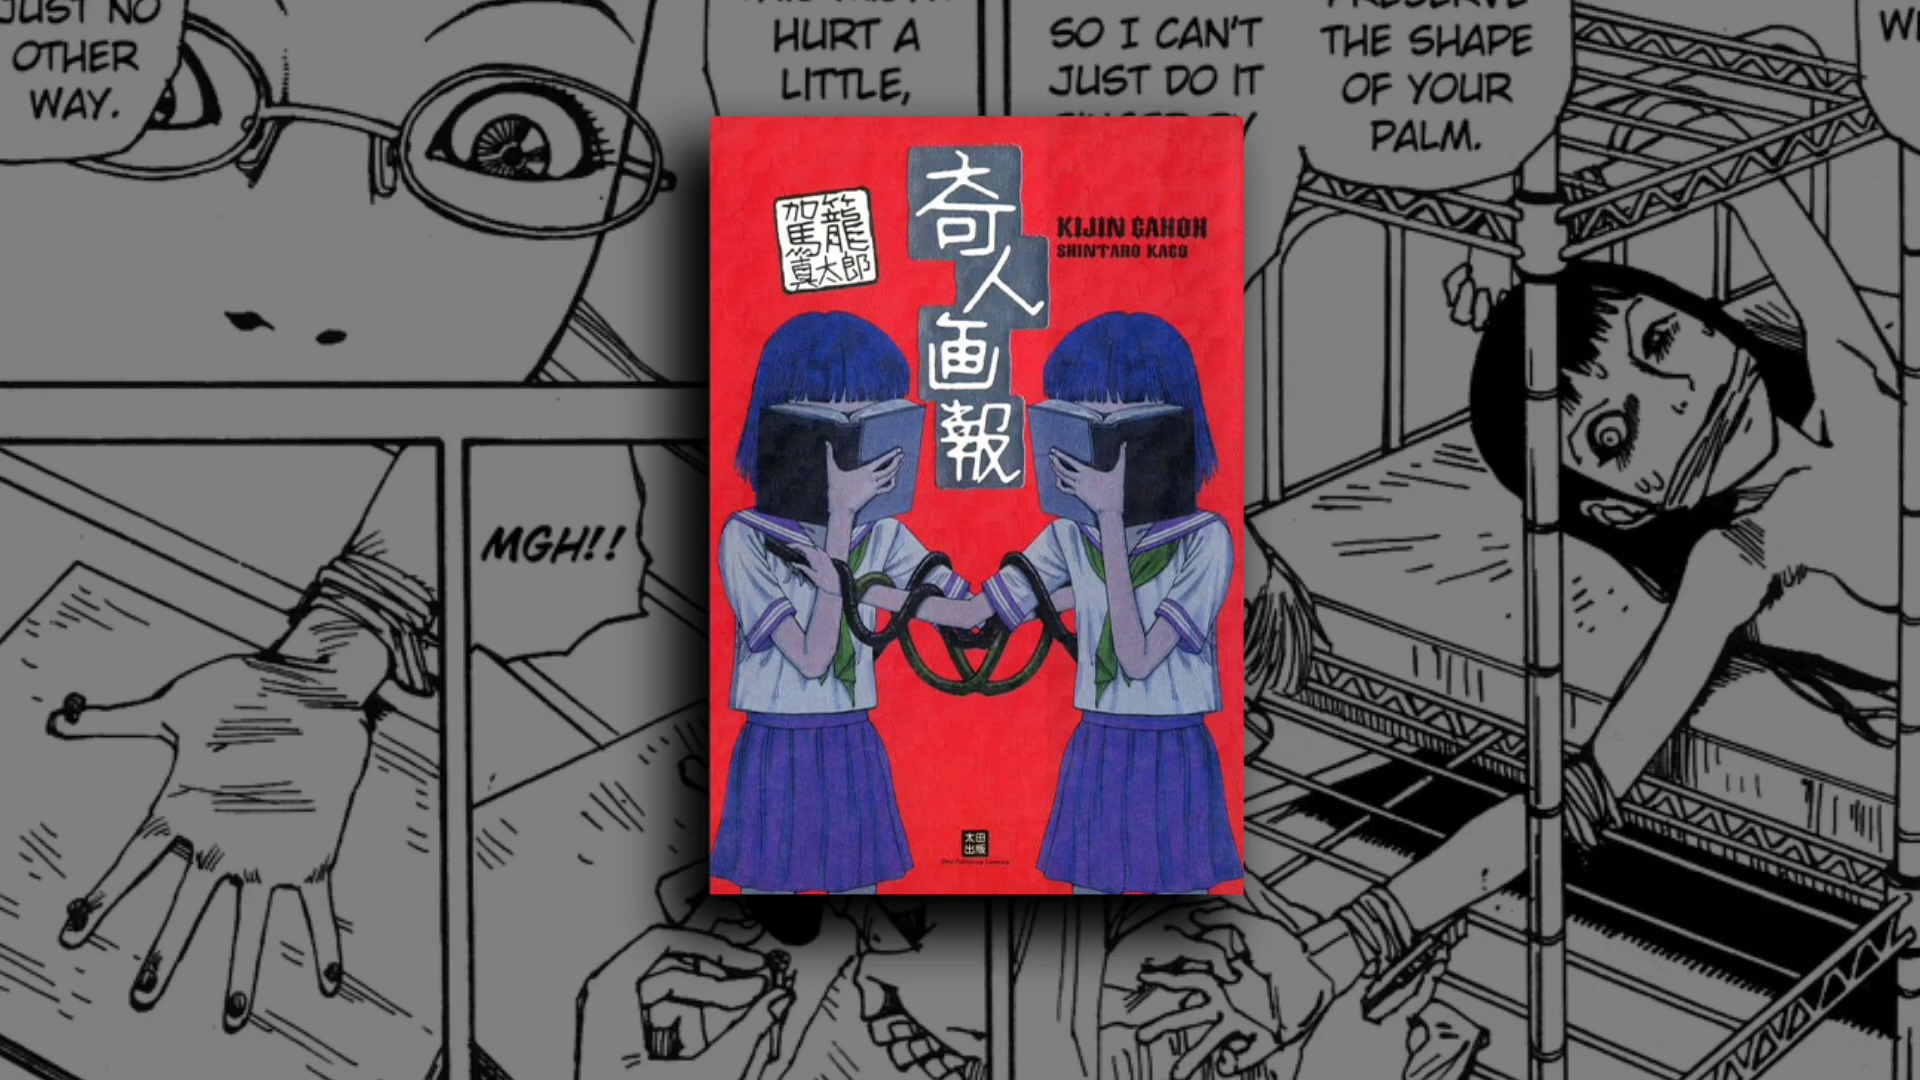 JUST NO
OTHER
WAY.
HURT A
LITTLE,
SO I CAN'T
JUST DO IT
PRESERVE
THE SHAPE
OF YOUR
PALM.
MGH!!
駕籠真太郎
奇人画報
KIJIN GAHOH
SHINTARO KAGO
太田
出版